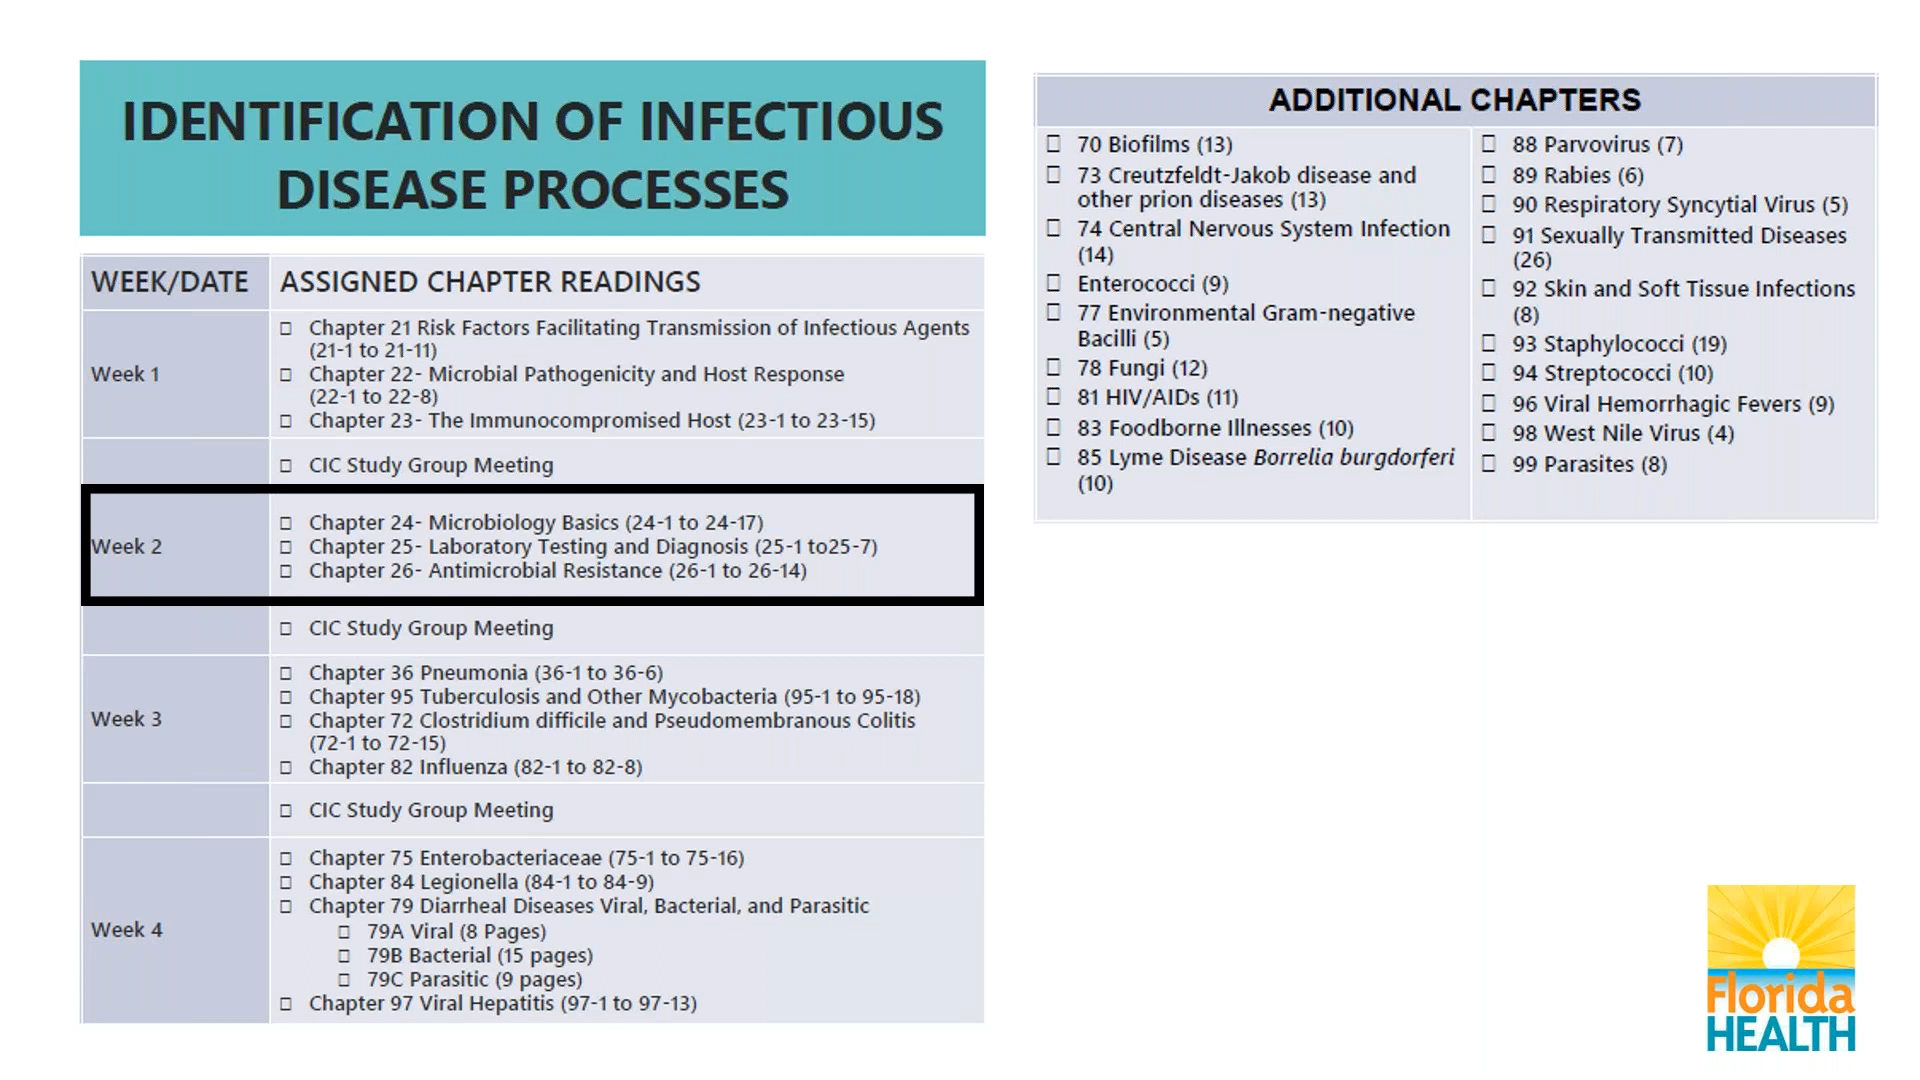 IDENTIFICATION OF INFECTIOUS
DISEASE PROCESSES
WEEK/DATE
ASSIGNED CHAPTER READINGS
Week 1
Chapter 21 Risk Factors Facilitating Transmission of Infectious Agents
(21-1 to 21-11)
Chapter 22- Microbial Pathogenicity and Host Response
(22-1 to 22-8)
Chapter 23- The Immunocompromised Host (23-1 to 23-15)
CIC Study Group Meeting
Week 2
Chapter 24- Microbiology Basics (24-1 to 24-17)
Chapter 25- Laboratory Testing and Diagnosis (25-1 to25-7)
Chapter 26- Antimicrobial Resistance (26-1 to 26-14)
CIC Study Group Meeting
Week 3
Chapter 36 Pneumonia (36-1 to 36-6)
Chapter 95 Tuberculosis and Other Mycobacteria (95-1 to 95-18)
Chapter 72 Clostridium difficile and Pseudomembranous Colitis
(72-1 to 72-15)
Chapter 82 Influenza (82-1 to 82-8)
CIC Study Group Meeting
Week 4
Chapter 75 Enterobacteriaceae (75-1 to 75-16)
Chapter 84 Legionella (84-1 to 84-9)
Chapter 79 Diarrheal Diseases Viral, Bacterial, and Parasitic
79A Viral (8 Pages)
79B Bacterial (15 pages)
79C Parasitic (9 pages)
Chapter 97 Viral Hepatitis (97-1 to 97-13)
ADDITIONAL CHAPTERS
70 Biofilms (13)
73 Creutzfeldt-Jakob disease and
other prion diseases (13)
74 Central Nervous System Infection
(14)
Enterococci (9)
77 Environmental Gram-negative
Bacilli (5)
78 Fungi (12)
81 HIV/AIDs (11)
83 Foodborne Illnesses (10)
85 Lyme Disease Borrelia burgdorferi
(10)
88 Parvovirus (7)
89 Rabies (6)
90 Respiratory Syncytial Virus (5)
91 Sexually Transmitted Diseases
(26)
92 Skin and Soft Tissue Infections
(8)
93 Staphylococci (19)
94 Streptococci (10)
96 Viral Hemorrhagic Fevers (9)
98 West Nile Virus (4)
99 Parasites (8)
Florida
HEALTH